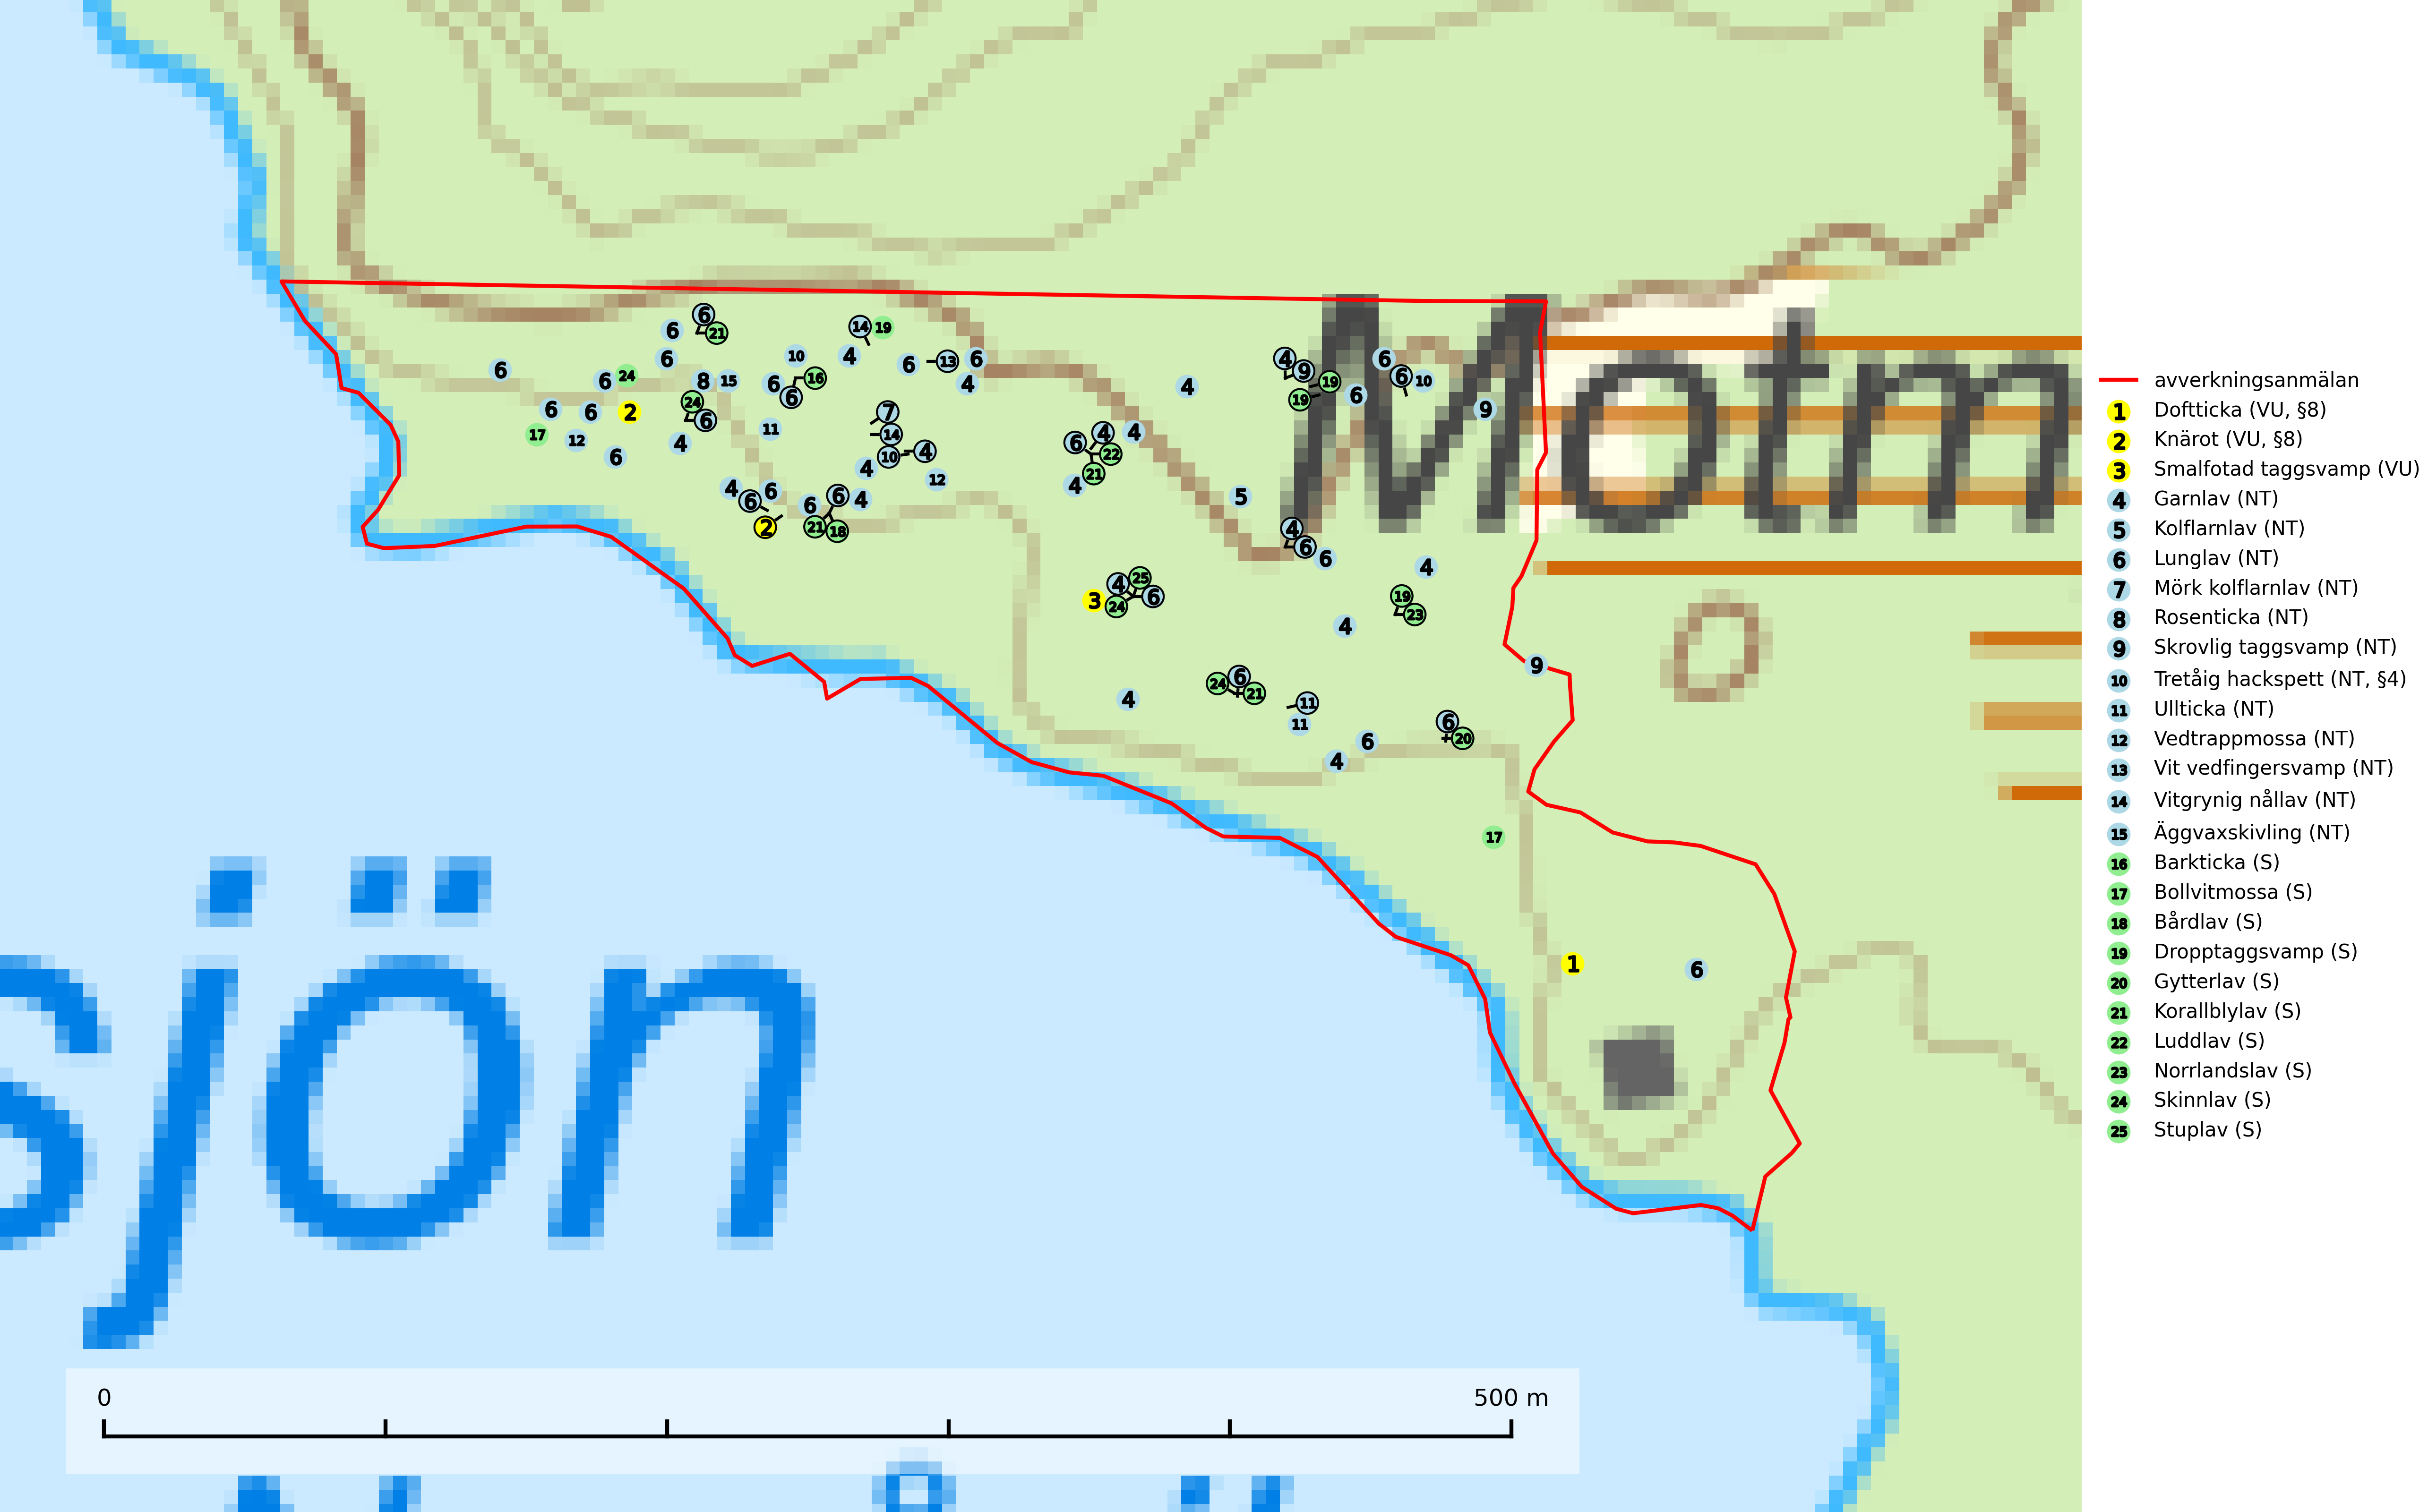 Motm
sjön
0 500 m
avverkningsanmälan
1 Doftticka (VU, §8)
2 Knärot (VU, §8)
3 Smalfotad taggsvamp (VU)
4 Garnlav (NT)
5 Kolflarnlav (NT)
6 Lunglav (NT)
7 Mörk kolflarnlav (NT)
8 Rosenticka (NT)
9 Skrovlig taggsvamp (NT)
10 Tretåig hackspett (NT, §4)
11 Ullticka (NT)
12 Vedtrappmossa (NT)
13 Vit vedfingersvamp (NT)
14 Vitgrynig nållav (NT)
15 Äggvaxskivling (NT)
16 Barkticka (S)
17 Bollvitmossa (S)
18 Bårdlav (S)
19 Dropptaggsvamp (S)
20 Gytterlav (S)
21 Korallblylav (S)
22 Luddlav (S)
23 Norrlandslav (S)
24 Skinnlav (S)
25 Stuplav (S)